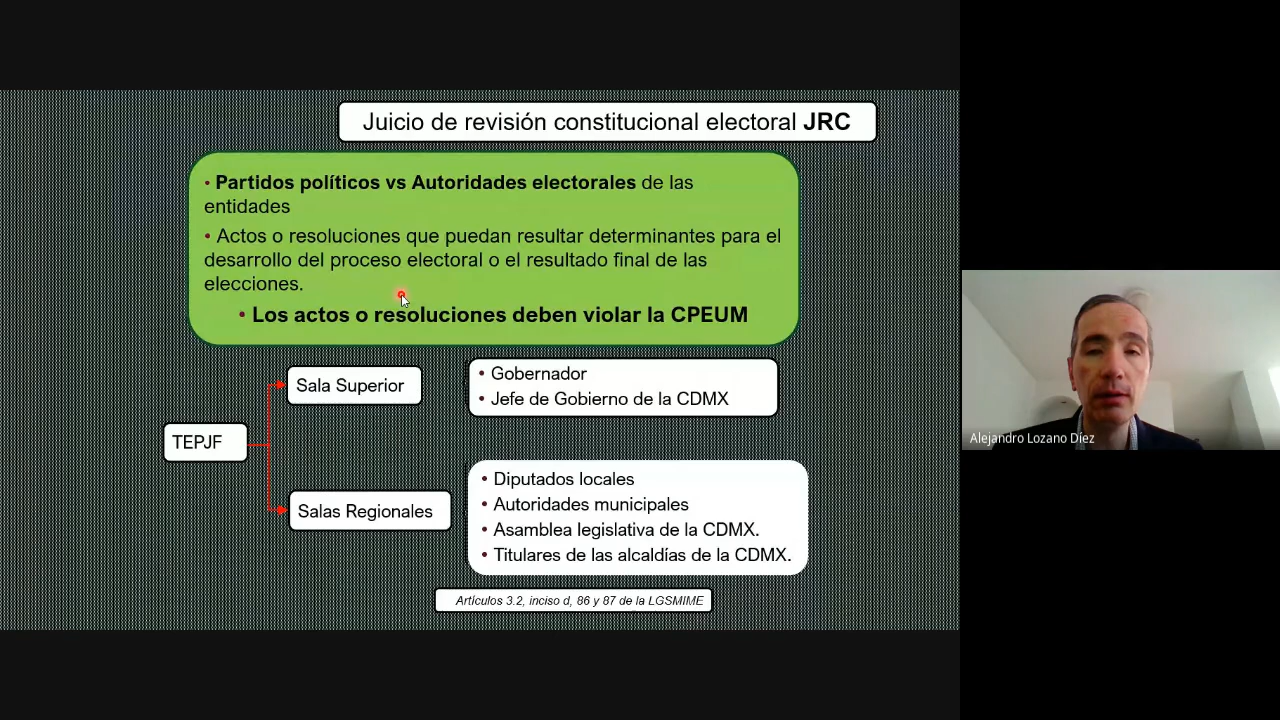 Juicio de revisión constitucional electoral JRC
• Partidos políticos vs Autoridades electorales de las
entidades
• Actos o resoluciones que puedan resultar determinantes para el
desarrollo del proceso electoral o el resultado final de las
elecciones.
• Los actos o resoluciones deben violar la CPEUM
TEPJF
Sala Superior
• Gobernador
• Jefe de Gobierno de la CDMX
Salas Regionales
• Diputados locales
• Autoridades municipales
• Asamblea legislativa de la CDMX.
• Titulares de las alcaldías de la CDMX.
Artículos 3.2, inciso d, 86 y 87 de la LGSMIME
Alejandro Lozano Díez